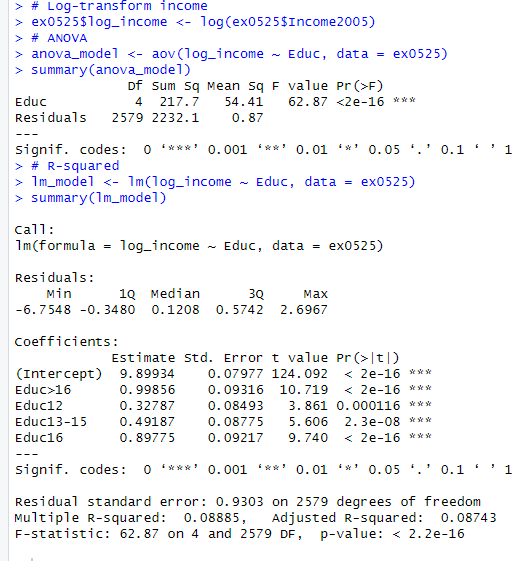 > # Log-transform income
> ex0525$log_income <- log(ex0525$Income2005)
> # ANOVA
> anova_model <- aov(log_income ~ Educ, data = ex0525)
> summary(anova_model)
              Df Sum Sq Mean Sq F value Pr(>F)
Educ           4  217.7   54.41   62.87 <2e-16 ***
Residuals   2579 2232.1    0.87
---
Signif. codes:  0 ‘***’ 0.001 ‘**’ 0.01 ‘*’ 0.05 ‘.’ 0.1 ‘ ’ 1
> # R-squared
> lm_model <- lm(log_income ~ Educ, data = ex0525)
> summary(lm_model)

Call:
lm(formula = log_income ~ Educ, data = ex0525)

Residuals:
    Min      1Q  Median      3Q     Max
-6.7548 -0.3480  0.1208  0.5742  2.6967

Coefficients:
            Estimate Std. Error t value Pr(>|t|)
(Intercept)  9.89934    0.07977 124.092  < 2e-16 ***
Educ>16      0.99856    0.09316  10.719  < 2e-16 ***
Educ12       0.32787    0.08493   3.861 0.000116 ***
Educ13-15    0.49187    0.08775   5.606  2.3e-08 ***
Educ16       0.89775    0.09217   9.740  < 2e-16 ***
---
Signif. codes:  0 ‘***’ 0.001 ‘**’ 0.01 ‘*’ 0.05 ‘.’ 0.1 ‘ ’ 1

Residual standard error: 0.9303 on 2579 degrees of freedom
Multiple R-squared:  0.08885,	Adjusted R-squared:  0.08743
F-statistic: 62.87 on 4 and 2579 DF,  p-value: < 2.2e-16